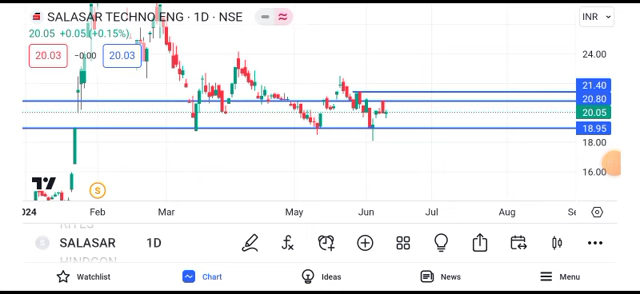 SALASAR TECHNO ENG · 1D · NSE
INR
20.05 +0.05 (+0.15%)
20.03 −0.00 20.03
24.00
21.40
20.80
20.05
18.95
18.00
16.00
S
2024 Feb Mar May Jun Jul Aug Se
RITES
SALASAR 1D
HINDCON
Watchlist Chart Ideas News Menu